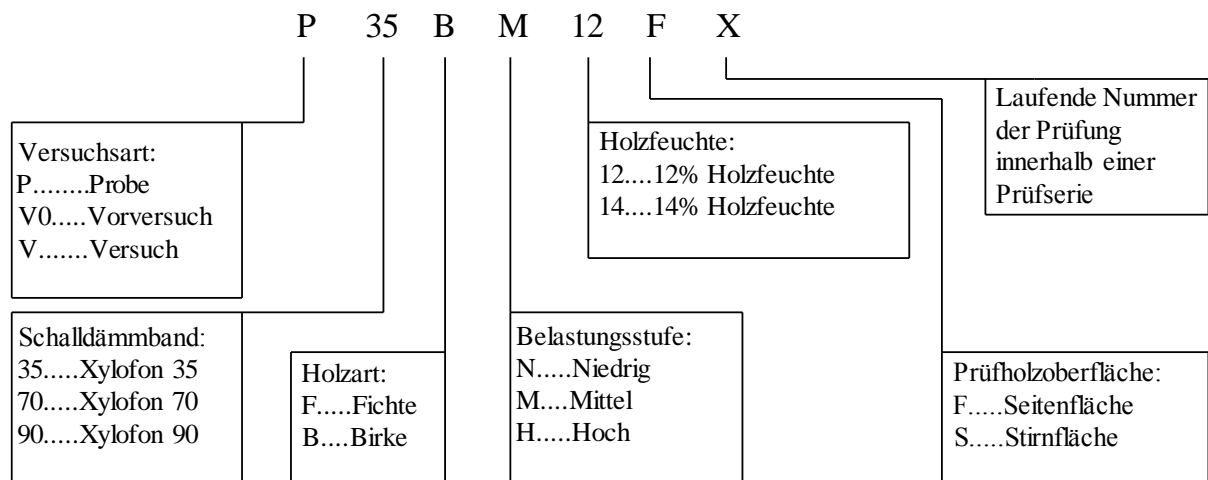 P 35 B M 12 F X
Versuchsart:
P........Probe
V0.....Vorversuch
V.......Versuch
Holzfeuchte:
12....12% Holzfeuchte
14....14% Holzfeuchte
Laufende Nummer
der Prüfung
innerhalb einer
Prüfserie
Schalldämmband:
35.....Xylofon 35
70.....Xylofon 70
90.....Xylofon 90
Holzart:
F.....Fichte
B....Birke
Belastungsstufe:
N.....Niedrig
M....Mittel
H.....Hoch
Prüfholzoberfläche:
F.....Seitenfläche
S.....Stirnfläche